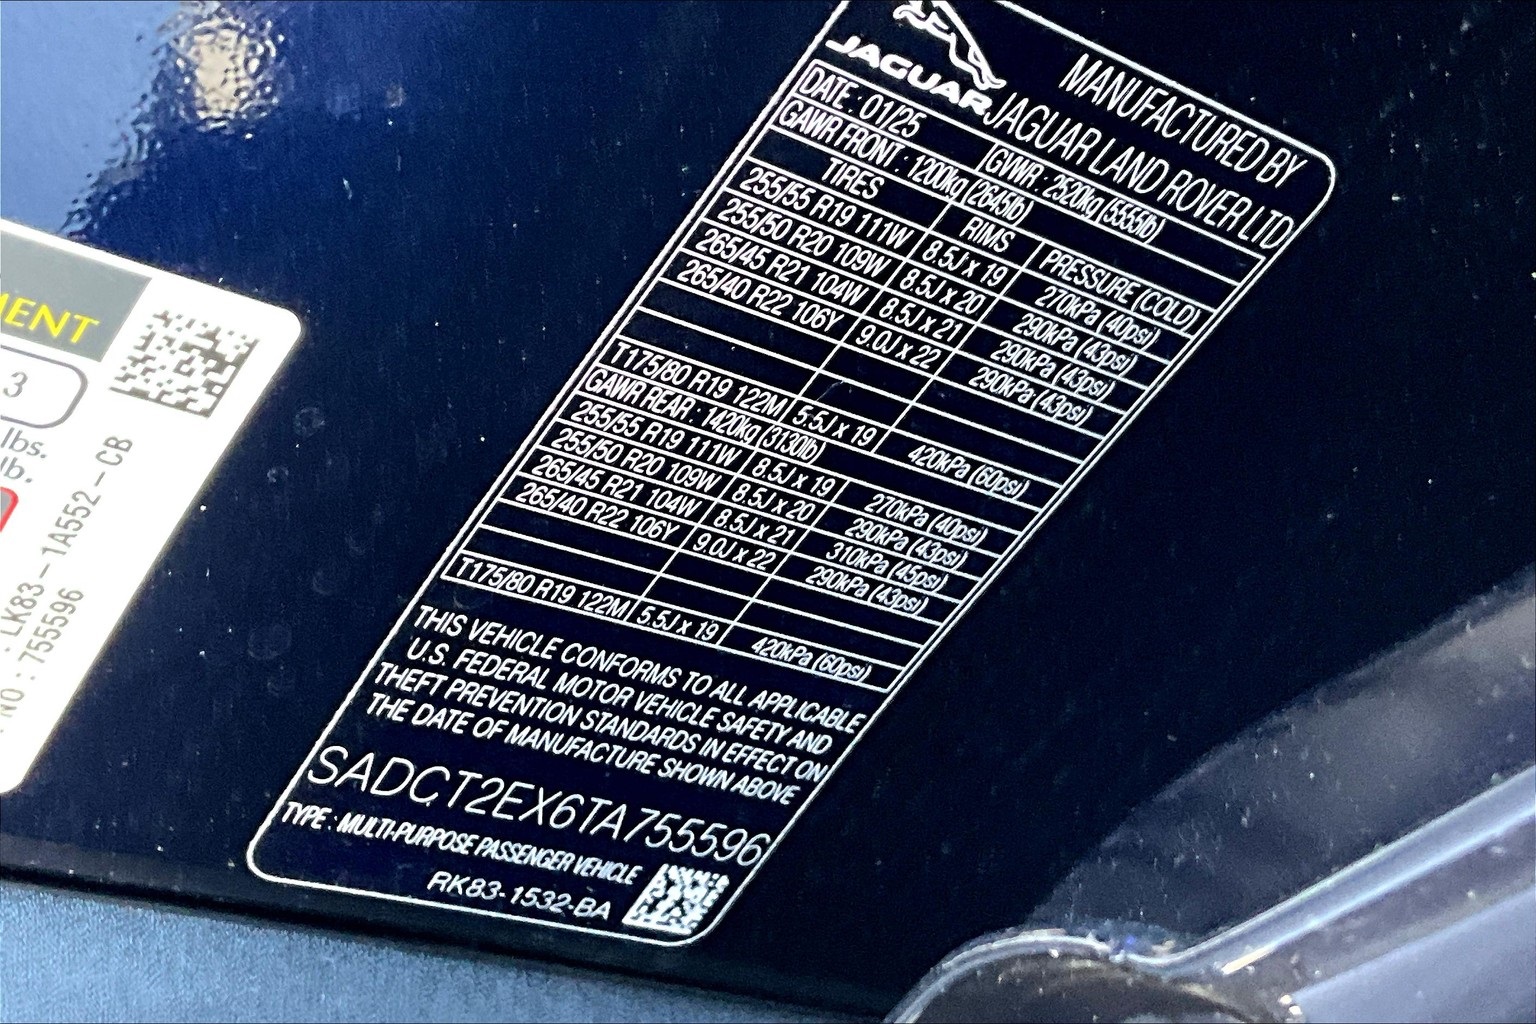 JAGUAR
MANUFACTURED BY
JAGUAR LAND ROVER LTD
DATE : 01/25 GVWR : 2520kg (5555lb)
GAWR FRONT : 1200kg (2645lb)
TIRES RIMS PRESSURE (COLD)
255/55 R19 111W 8.5J x 19 270kPa (40psi)
255/50 R20 109W 8.5J x 20 290kPa (43psi)
265/45 R21 104W 8.5J x 21 290kPa (43psi)
265/40 R22 106Y 9.0J x 22 290kPa (43psi)
T175/80 R19 122M 5.5J x 19 420kPa (60psi)
GAWR REAR : 1420kg (3130lb)
255/55 R19 111W 8.5J x 19 270kPa (40psi)
255/50 R20 109W 8.5J x 20 290kPa (43psi)
265/45 R21 104W 8.5J x 21 310kPa (45psi)
265/40 R22 106Y 9.0J x 22 290kPa (43psi)
T175/80 R19 122M 5.5J x 19 420kPa (60psi)
THIS VEHICLE CONFORMS TO ALL APPLICABLE
U.S. FEDERAL MOTOR VEHICLE SAFETY AND
THEFT PREVENTION STANDARDS IN EFFECT ON
THE DATE OF MANUFACTURE SHOWN ABOVE
SADCT2EX6TA755596
TYPE : MULTI-PURPOSE PASSENGER VEHICLE
RK83-1532-BA
MENT
3
lbs.
lb.
LK83-1A552-CB
NO : 755596